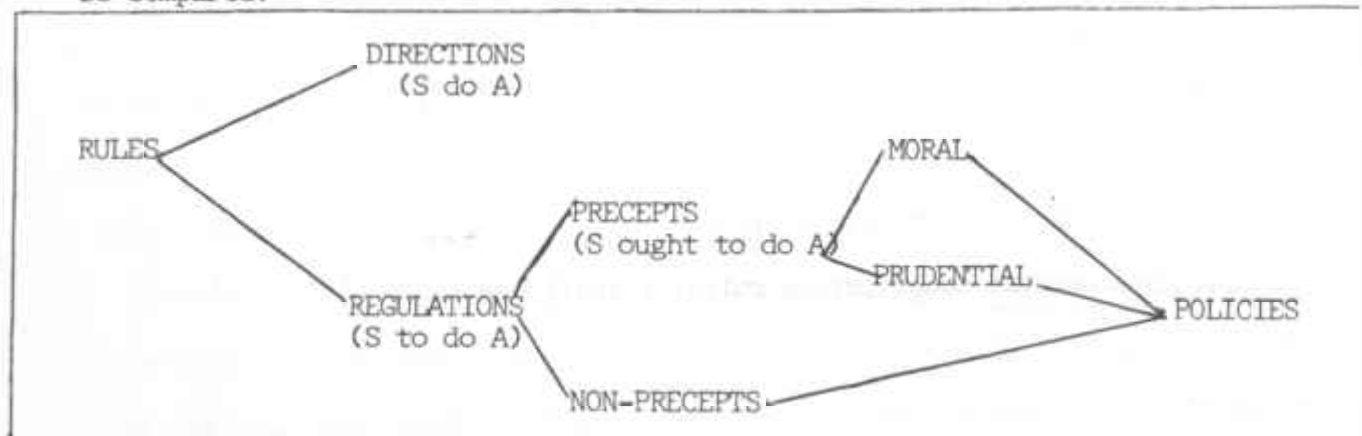 DIRECTIONS
(S do A)
RULES
MORAL
PRECEPTS
(S ought to do A)
PRUDENTIAL
REGULATIONS
(S to do A)
POLICIES
NON-PRECEPTS